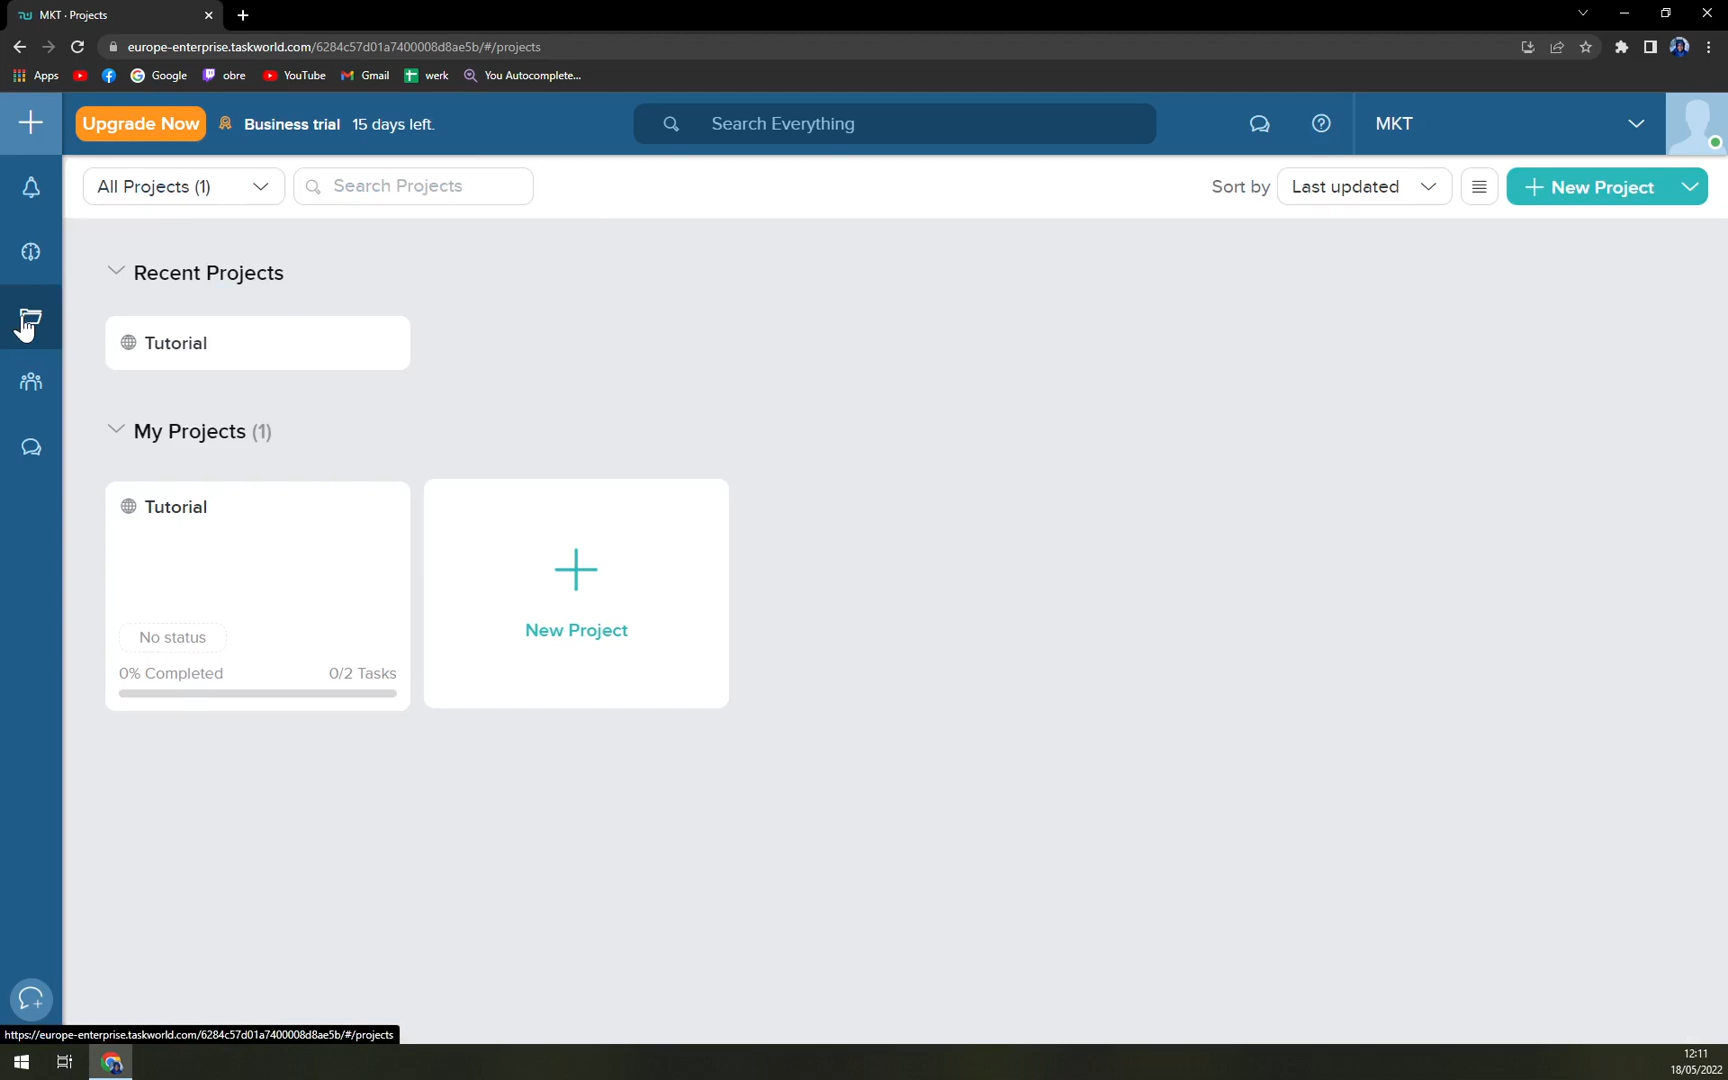 MKT · Projects
europe-enterprise.taskworld.com/6284c57d01a7400008d8ae5b/#/projects
Apps
Google
obre
YouTube
Gmail
werk
You Autocomplete...
Upgrade Now
Business trial 15 days left.
Search Everything
MKT
All Projects (1)
Search Projects
Sort by
Last updated
New Project
Recent Projects
Tutorial
My Projects (1)
Tutorial
No status
0% Completed
0/2 Tasks
New Project
https://europe-enterprise.taskworld.com/6284c57d01a7400008d8ae5b/#/projects
12:11
18/05/2022